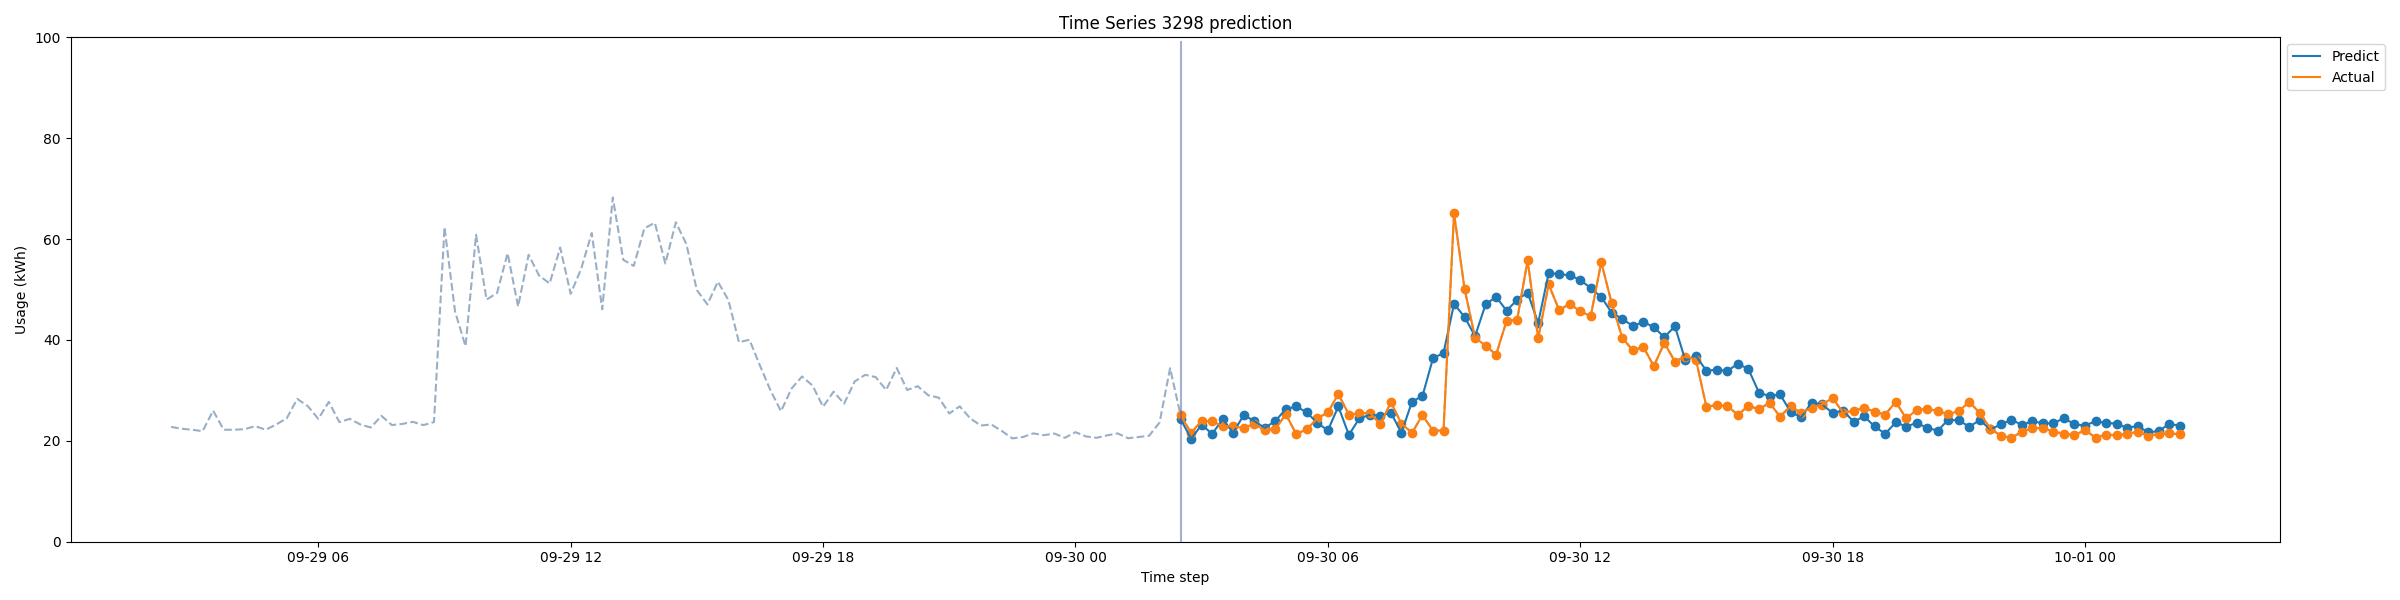 Time Series 3298 prediction
100
80
60
40
20
0
Usage (kWh)
09-29 06
09-29 12
09-29 18
09-30 00
09-30 06
09-30 12
09-30 18
10-01 00
Time step
Predict
Actual